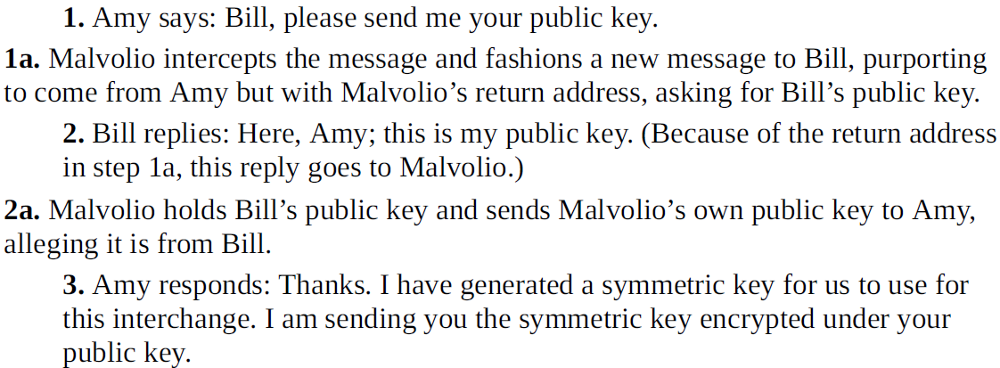 1. Amy says: Bill, please send me your public key.
1a. Malvolio intercepts the message and fashions a new message to Bill, purporting
to come from Amy but with Malvolio’s return address, asking for Bill’s public key.
2. Bill replies: Here, Amy; this is my public key. (Because of the return address
in step 1a, this reply goes to Malvolio.)
2a. Malvolio holds Bill’s public key and sends Malvolio’s own public key to Amy,
alleging it is from Bill.
3. Amy responds: Thanks. I have generated a symmetric key for us to use for
this interchange. I am sending you the symmetric key encrypted under your
public key.